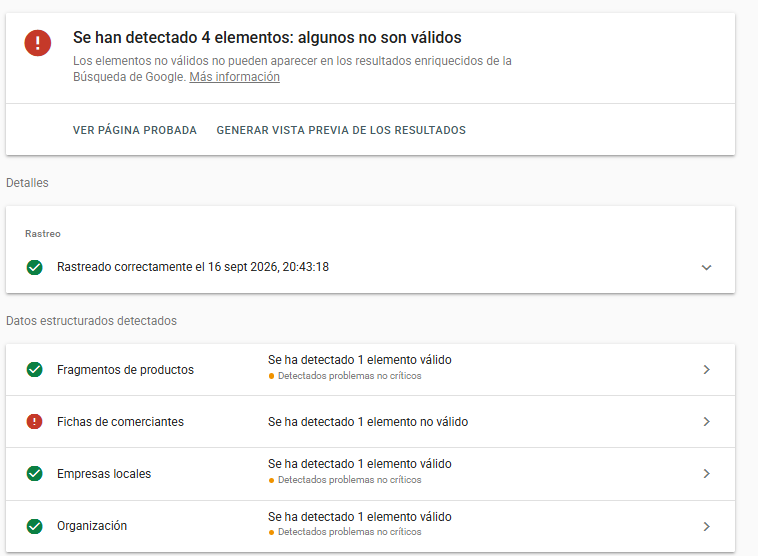 Se han detectado 4 elementos: algunos no son válidos
Los elementos no válidos no pueden aparecer en los resultados enriquecidos de la
Búsqueda de Google. Más información
VER PÁGINA PROBADA GENERAR VISTA PREVIA DE LOS RESULTADOS
Detalles
Rastreo
Rastreado correctamente el 16 sept 2026, 20:43:18
Datos estructurados detectados
Fragmentos de productos
Se ha detectado 1 elemento válido
Detectados problemas no críticos
Fichas de comerciantes
Se ha detectado 1 elemento no válido
Empresas locales
Se ha detectado 1 elemento válido
Detectados problemas no críticos
Organización
Se ha detectado 1 elemento válido
Detectados problemas no críticos